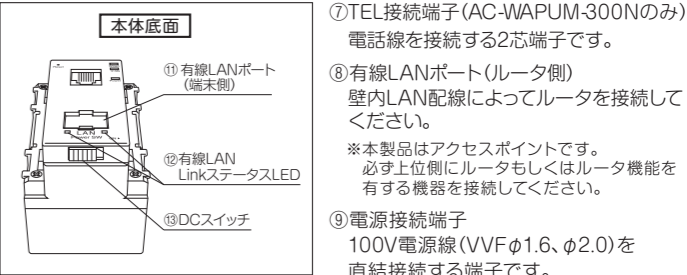 本体底面
⑪有線LANポート
(端末側)
LAN
Power SW
⑫有線LAN
LinkステータスLED
⑬DCスイッチ
⑦TEL接続端子(AC-WAPUM-300Nのみ)
電話線を接続する2芯端子です。
⑧有線LANポート(ルータ側)
壁内LAN配線によってルータを接続して
ください。
※本製品はアクセスポイントです。
必ず上位側にルータもしくはルータ機能を
有する機器を接続してください。
⑨電源接続端子
100V電源線(VVFφ1.6、φ2.0)を
直結接続する端子です。